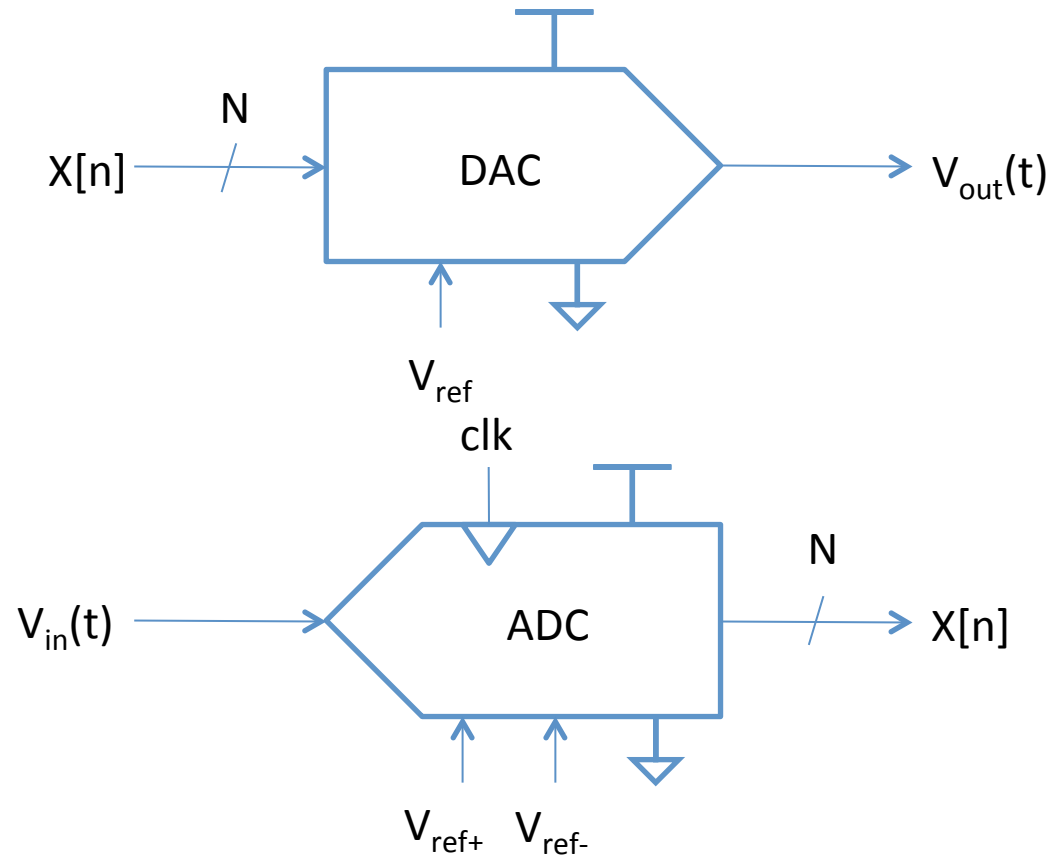 N
X[n]
DAC
Vout(t)
Vref
clk
N
Vin(t)
ADC
X[n]
Vref+ Vref-